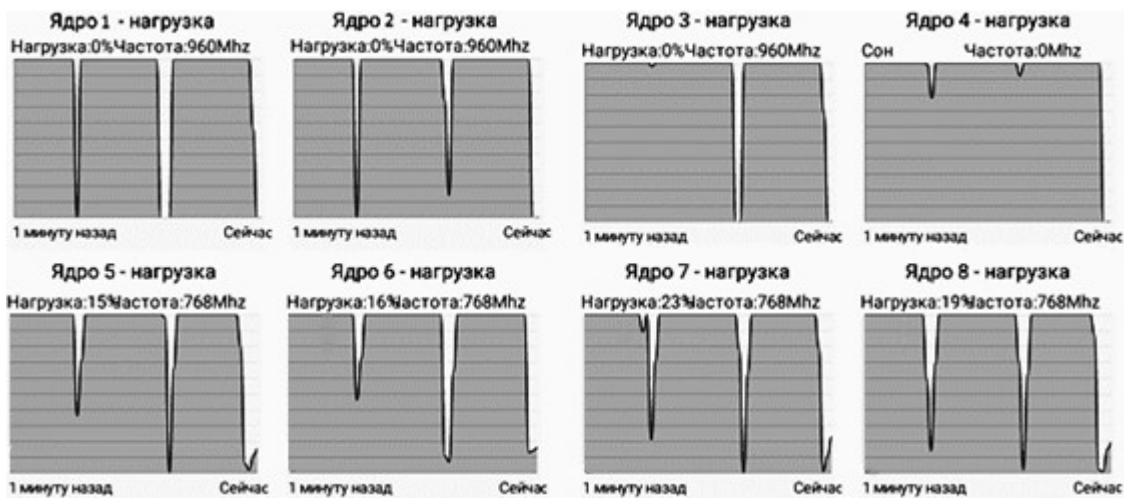 Ядро 1 - нагрузка
Нагрузка:0%Частота:960Mhz
1 минуту назад Сейчас
Ядро 2 - нагрузка
Нагрузка:0%Частота:960Mhz
1 минуту назад Сейчас
Ядро 3 - нагрузка
Нагрузка:0%Частота:960Mhz
1 минуту назад Сейчас
Ядро 4 - нагрузка
Сон Частота:0Mhz
1 минуту назад Сейчас
Ядро 5 - нагрузка
Нагрузка:15%Частота:768Mhz
1 минуту назад Сейчас
Ядро 6 - нагрузка
Нагрузка:16%Частота:768Mhz
1 минуту назад Сейчас
Ядро 7 - нагрузка
Нагрузка:23%Частота:768Mhz
1 минуту назад Сейчас
Ядро 8 - нагрузка
Нагрузка:19%Частота:768Mhz
1 минуту назад Сейчас